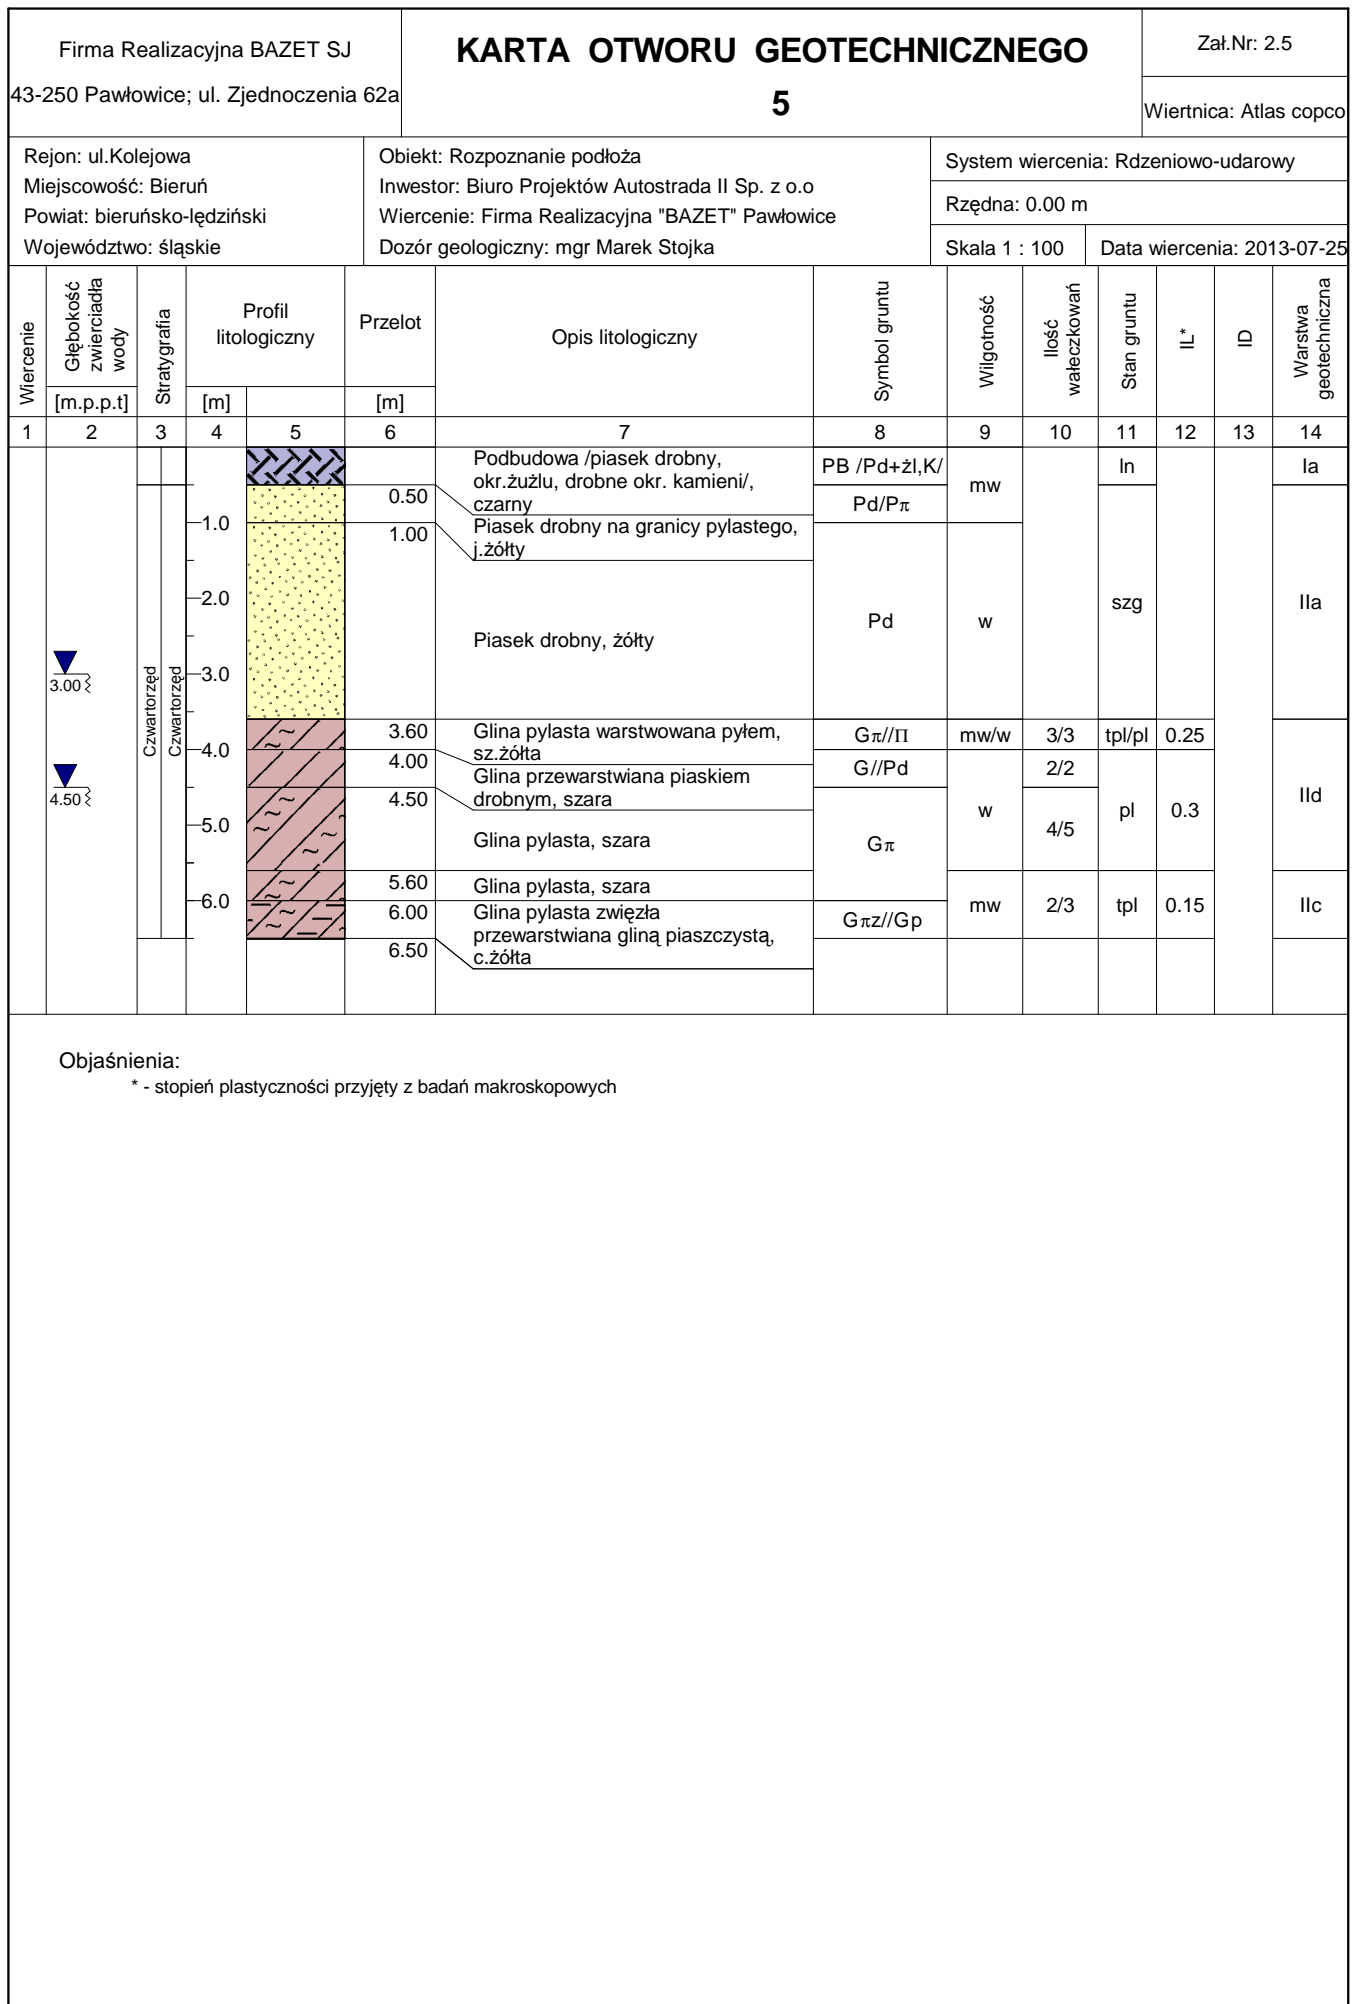 Firma Realizacyjna BAZET SJ
43-250 Pawłowice; ul. Zjednoczenia 62a
KARTA OTWORU GEOTECHNICZNEGO
5
Zał.Nr: 2.5
Wiertnica: Atlas copco
Rejon: ul.Kolejowa
Miejscowość: Bieruń
Powiat: bieruńsko-lędziński
Województwo: śląskie
Obiekt: Rozpoznanie podłoża
Inwestor: Biuro Projektów Autostrada II Sp. z o.o
Wiercenie: Firma Realizacyjna "BAZET" Pawłowice
Dozór geologiczny: mgr Marek Stojka
System wiercenia: Rdzeniowo-udarowy
Rzędna: 0.00 m
Skala 1 : 100
Data wiercenia: 2013-07-25
Wiercenie
Głębokość
zwierciadła
wody
[m.p.p.t]
Stratygrafia
Profil
litologiczny
[m]
Przelot
[m]
Opis litologiczny
Symbol gruntu
Wilgotność
Ilość
wałeczkowań
Stan gruntu
IL*
ID
Warstwa
geotechniczna
1 2 3 4 5 6 7 8 9 10 11 12 13 14
3.00
4.50
Czwartorzęd
Czwartorzęd
1.0
2.0
3.0
4.0
5.0
6.0
0.50
1.00
3.60
4.00
4.50
5.60
6.00
6.50
Podbudowa /piasek drobny,
okr.żużlu, drobne okr. kamieni/,
czarny
Piasek drobny na granicy pylastego,
j.żółty
Piasek drobny, żółty
Glina pylasta warstwowana pyłem,
sz.żółta
Glina przewarstwiana piaskiem
drobnym, szara
Glina pylasta, szara
Glina pylasta, szara
Glina pylasta zwięzła
przewarstwiana gliną piaszczystą,
c.żółta
PB /Pd+żl,K/
Pd/Pπ
Pd
Gπ//Π
G//Pd
Gπ
Gπz//Gp
mw
w
mw/w
w
mw
3/3
2/2
4/5
2/3
ln
szg
tpl/pl
pl
tpl
0.25
0.3
0.15
Ia
IIa
IId
IIc
Objaśnienia:
* - stopień plastyczności przyjęty z badań makroskopowych